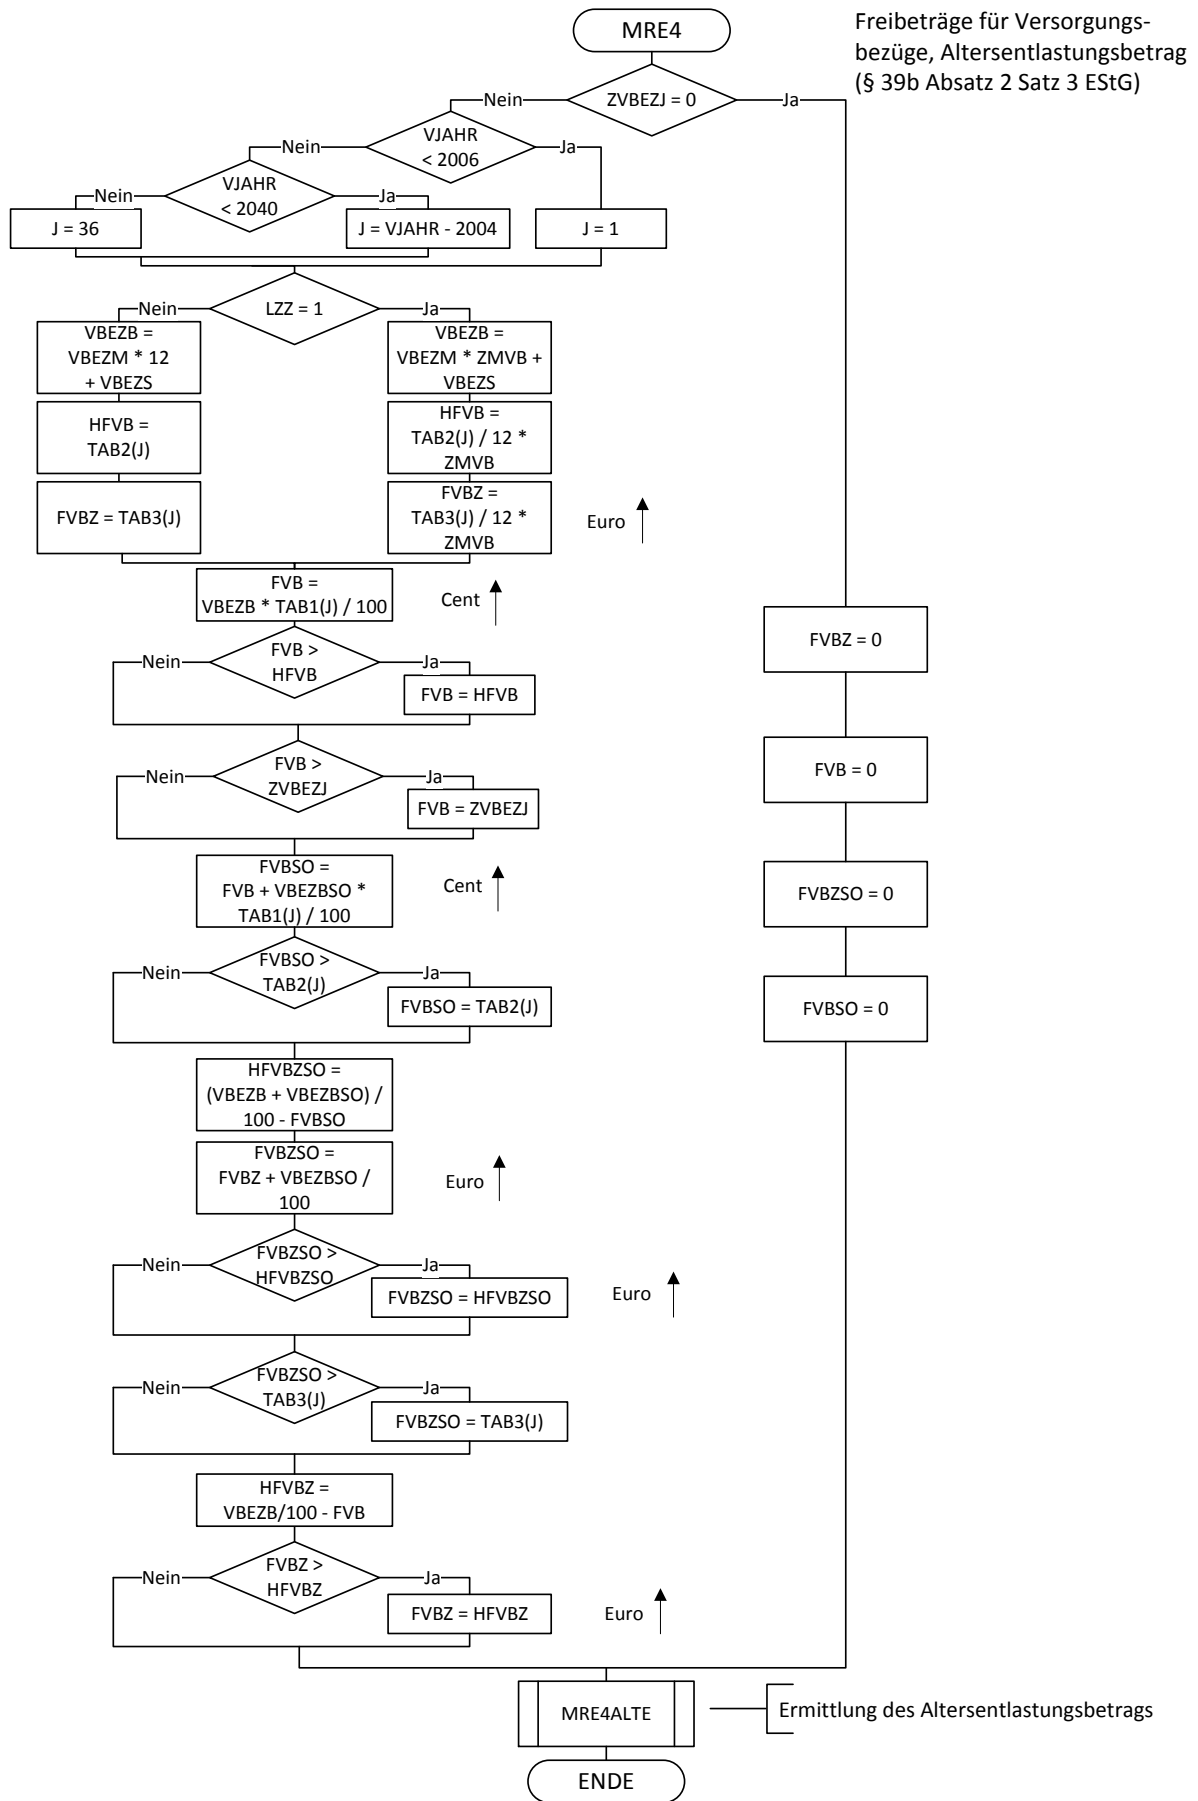 MRE4
Freibeträge für Versorgungs-
bezüge, Altersentlastungsbetrag
(§ 39b Absatz 2 Satz 3 EStG)
ZVBEZJ = 0
Nein
Ja
VJAHR
< 2006
Nein
Ja
VJAHR
< 2040
Nein
Ja
J = 36
J = VJAHR - 2004
J = 1
LZZ = 1
Nein
Ja
VBEZB =
VBEZM * 12
+ VBEZS
VBEZB =
VBEZM * ZMVB +
VBEZS
HFVB =
TAB2(J)
HFVB =
TAB2(J) / 12 *
ZMVB
FVBZ = TAB3(J)
FVBZ =
TAB3(J) / 12 *
ZMVB
Euro
FVB =
VBEZB * TAB1(J) / 100
Cent
FVBZ = 0
FVB >
HFVB
Nein
Ja
FVB = HFVB
FVB = 0
FVB >
ZVBEZJ
Nein
Ja
FVB = ZVBEZJ
FVBSO =
FVB + VBEZBSO *
TAB1(J) / 100
Cent
FVBZSO = 0
FVBSO >
TAB2(J)
Nein
Ja
FVBSO = TAB2(J)
FVBSO = 0
HFVBZSO =
(VBEZB + VBEZBSO) /
100 - FVBSO
FVBZSO =
FVBZ + VBEZBSO /
100
Euro
FVBZSO >
HFVBZSO
Nein
Ja
FVBZSO = HFVBZSO
Euro
FVBZSO >
TAB3(J)
Nein
Ja
FVBZSO = TAB3(J)
HFVBZ =
VBEZB/100 - FVB
FVBZ >
HFVBZ
Nein
Ja
FVBZ = HFVBZ
Euro
MRE4ALTE
Ermittlung des Altersentlastungsbetrags
ENDE